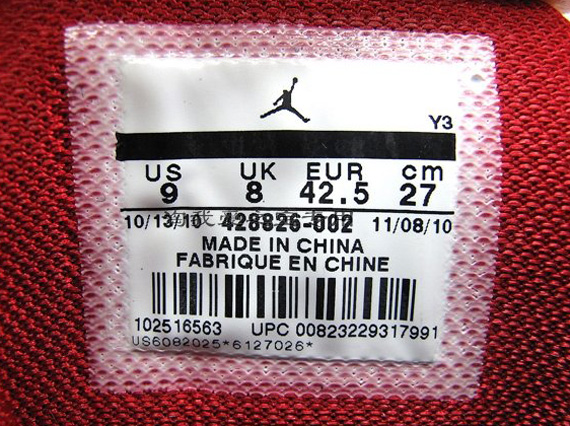 Y3
US UK EUR cm
9 8 42.5 27
10/13/10 428826-002 11/08/10
MADE IN CHINA
FABRIQUE EN CHINE
102516563 UPC 00823229317991
US6082025*6127026*